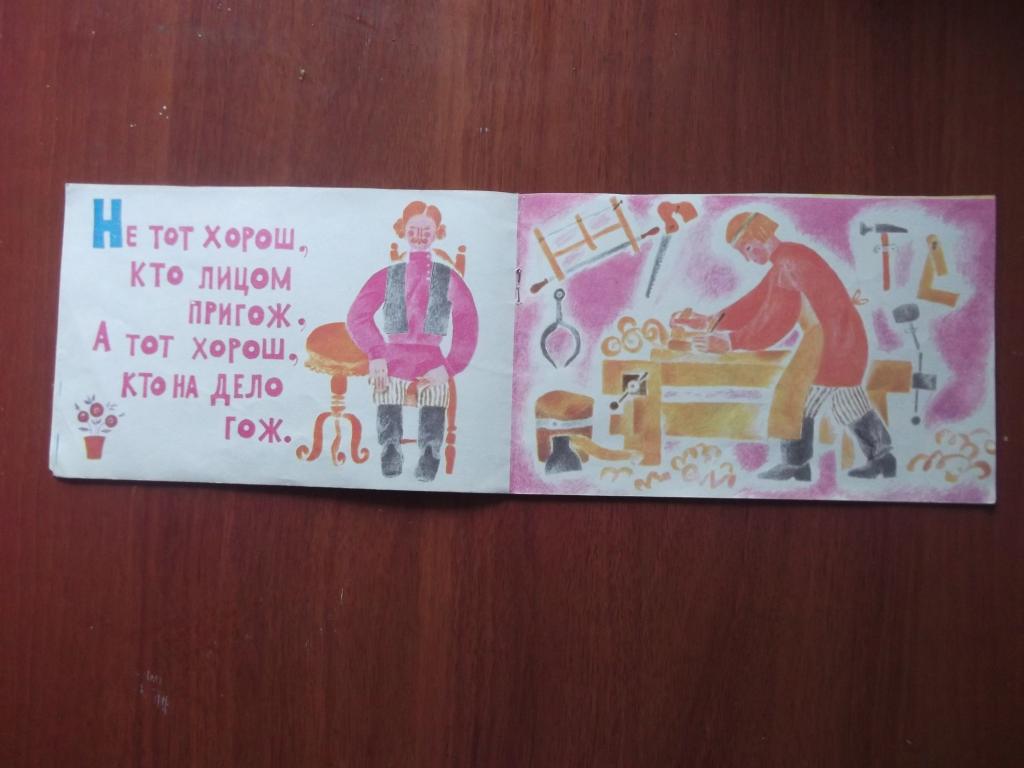 Не тот хорош,
кто лицом
пригож,
А тот хорош,
кто на дело
гож.